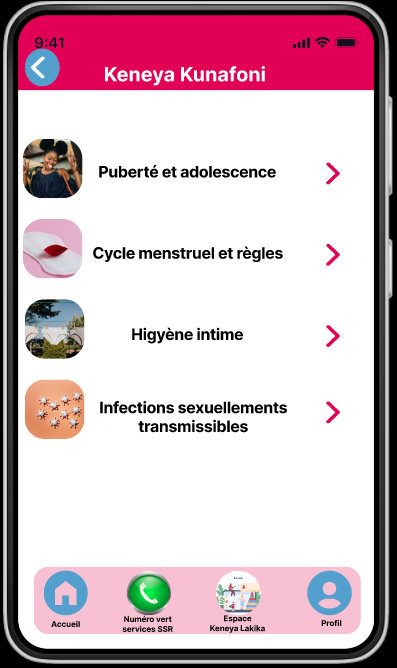 9:41
Keneya Kunafoni
Puberté et adolescence
Cycle menstruel et règles
Higyène intime
Infections sexuellements
transmissibles
Accueil
Numéro vert
services SSR
Espace
Keneya Lakika
Profil